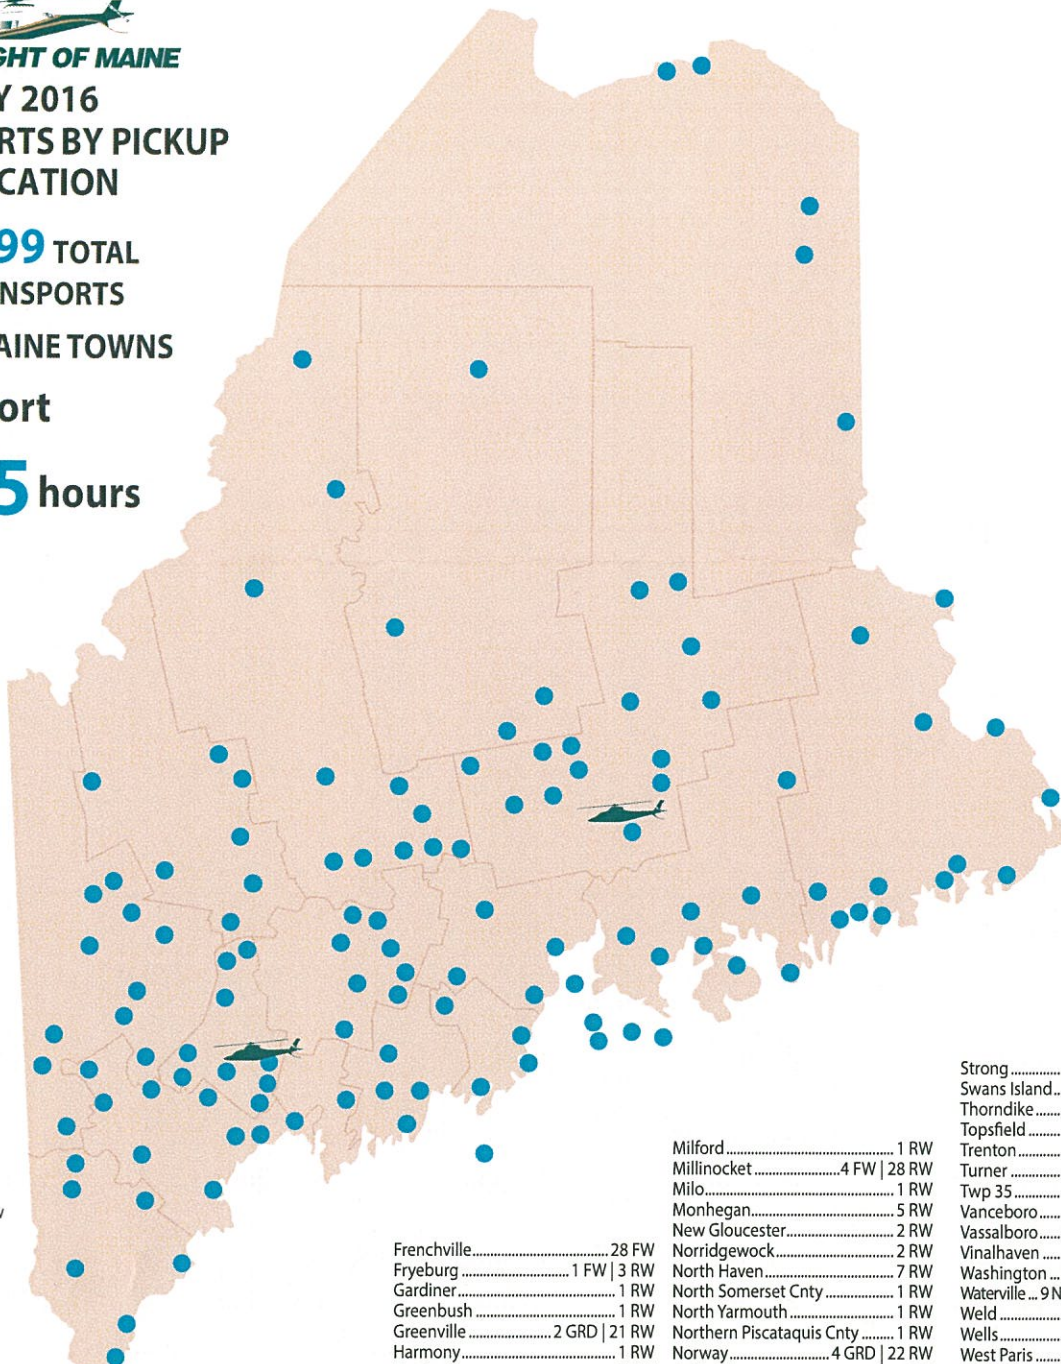 GHT OF MAINE
Y 2016
RTS BY PICKUP
CATION
99 TOTAL
NSPORTS
AINE TOWNS
ort
5 hours
Frenchville 28 FW
Fryeburg 1 FW | 3 RW
Gardiner 1 RW
Greenbush 1 RW
Greenville 2 GRD | 21 RW
Harmony 1 RW
Milford 1 RW
Millinocket 4 FW | 28 RW
Milo 1 RW
Monhegan 5 RW
New Gloucester 2 RW
Norridgewock 2 RW
North Haven 7 RW
North Somerset Cnty 1 RW
North Yarmouth 1 RW
Northern Piscataquis Cnty 1 RW
Norway 4 GRD | 22 RW
Strong
Swans Island
Thorndike
Topsfield
Trenton
Turner
Twp 35
Vanceboro
Vassalboro
Vinalhaven
Washington
Waterville ... 9 N
Weld
Wells
West Paris